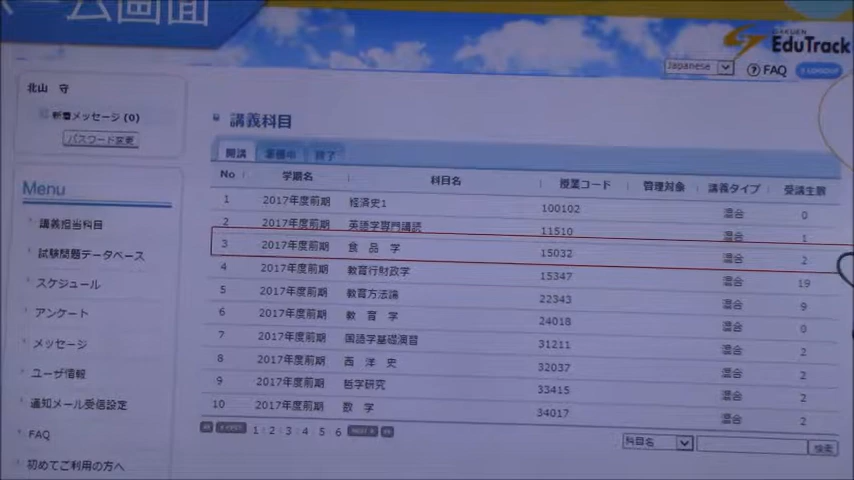 ーム画面
GAKUEN
EduTrack
Japanese
FAQ
LOGOUT
北山 守
新着メッセージ (0)
パスワード変更
Menu
講義担当科目
試験問題データベース
スケジュール
アンケート
メッセージ
ユーザ情報
通知メール受信設定
FAQ
初めてご利用の方へ
講義科目
開講 準備中 終了
No 学期名 科目名 授業コード 管理対象 講義タイプ 受講生数
1 2017年度前期 経済史1 100102 混合 0
2 2017年度前期 英語学専門講読 11510 混合 1
3 2017年度前期 食 品 学 15032 混合 2
4 2017年度前期 教育行財政学 15347 混合 19
5 2017年度前期 教育方法論 22343 混合 9
6 2017年度前期 教 育 学 24018 混合 0
7 2017年度前期 国語学基礎演習 31211 混合 2
8 2017年度前期 西 洋 史 32037 混合 2
9 2017年度前期 哲学研究 33415 混合 2
10 2017年度前期 数 学 34017 混合 2
1 2 3 4 5 6 NEXT
科目名 検索